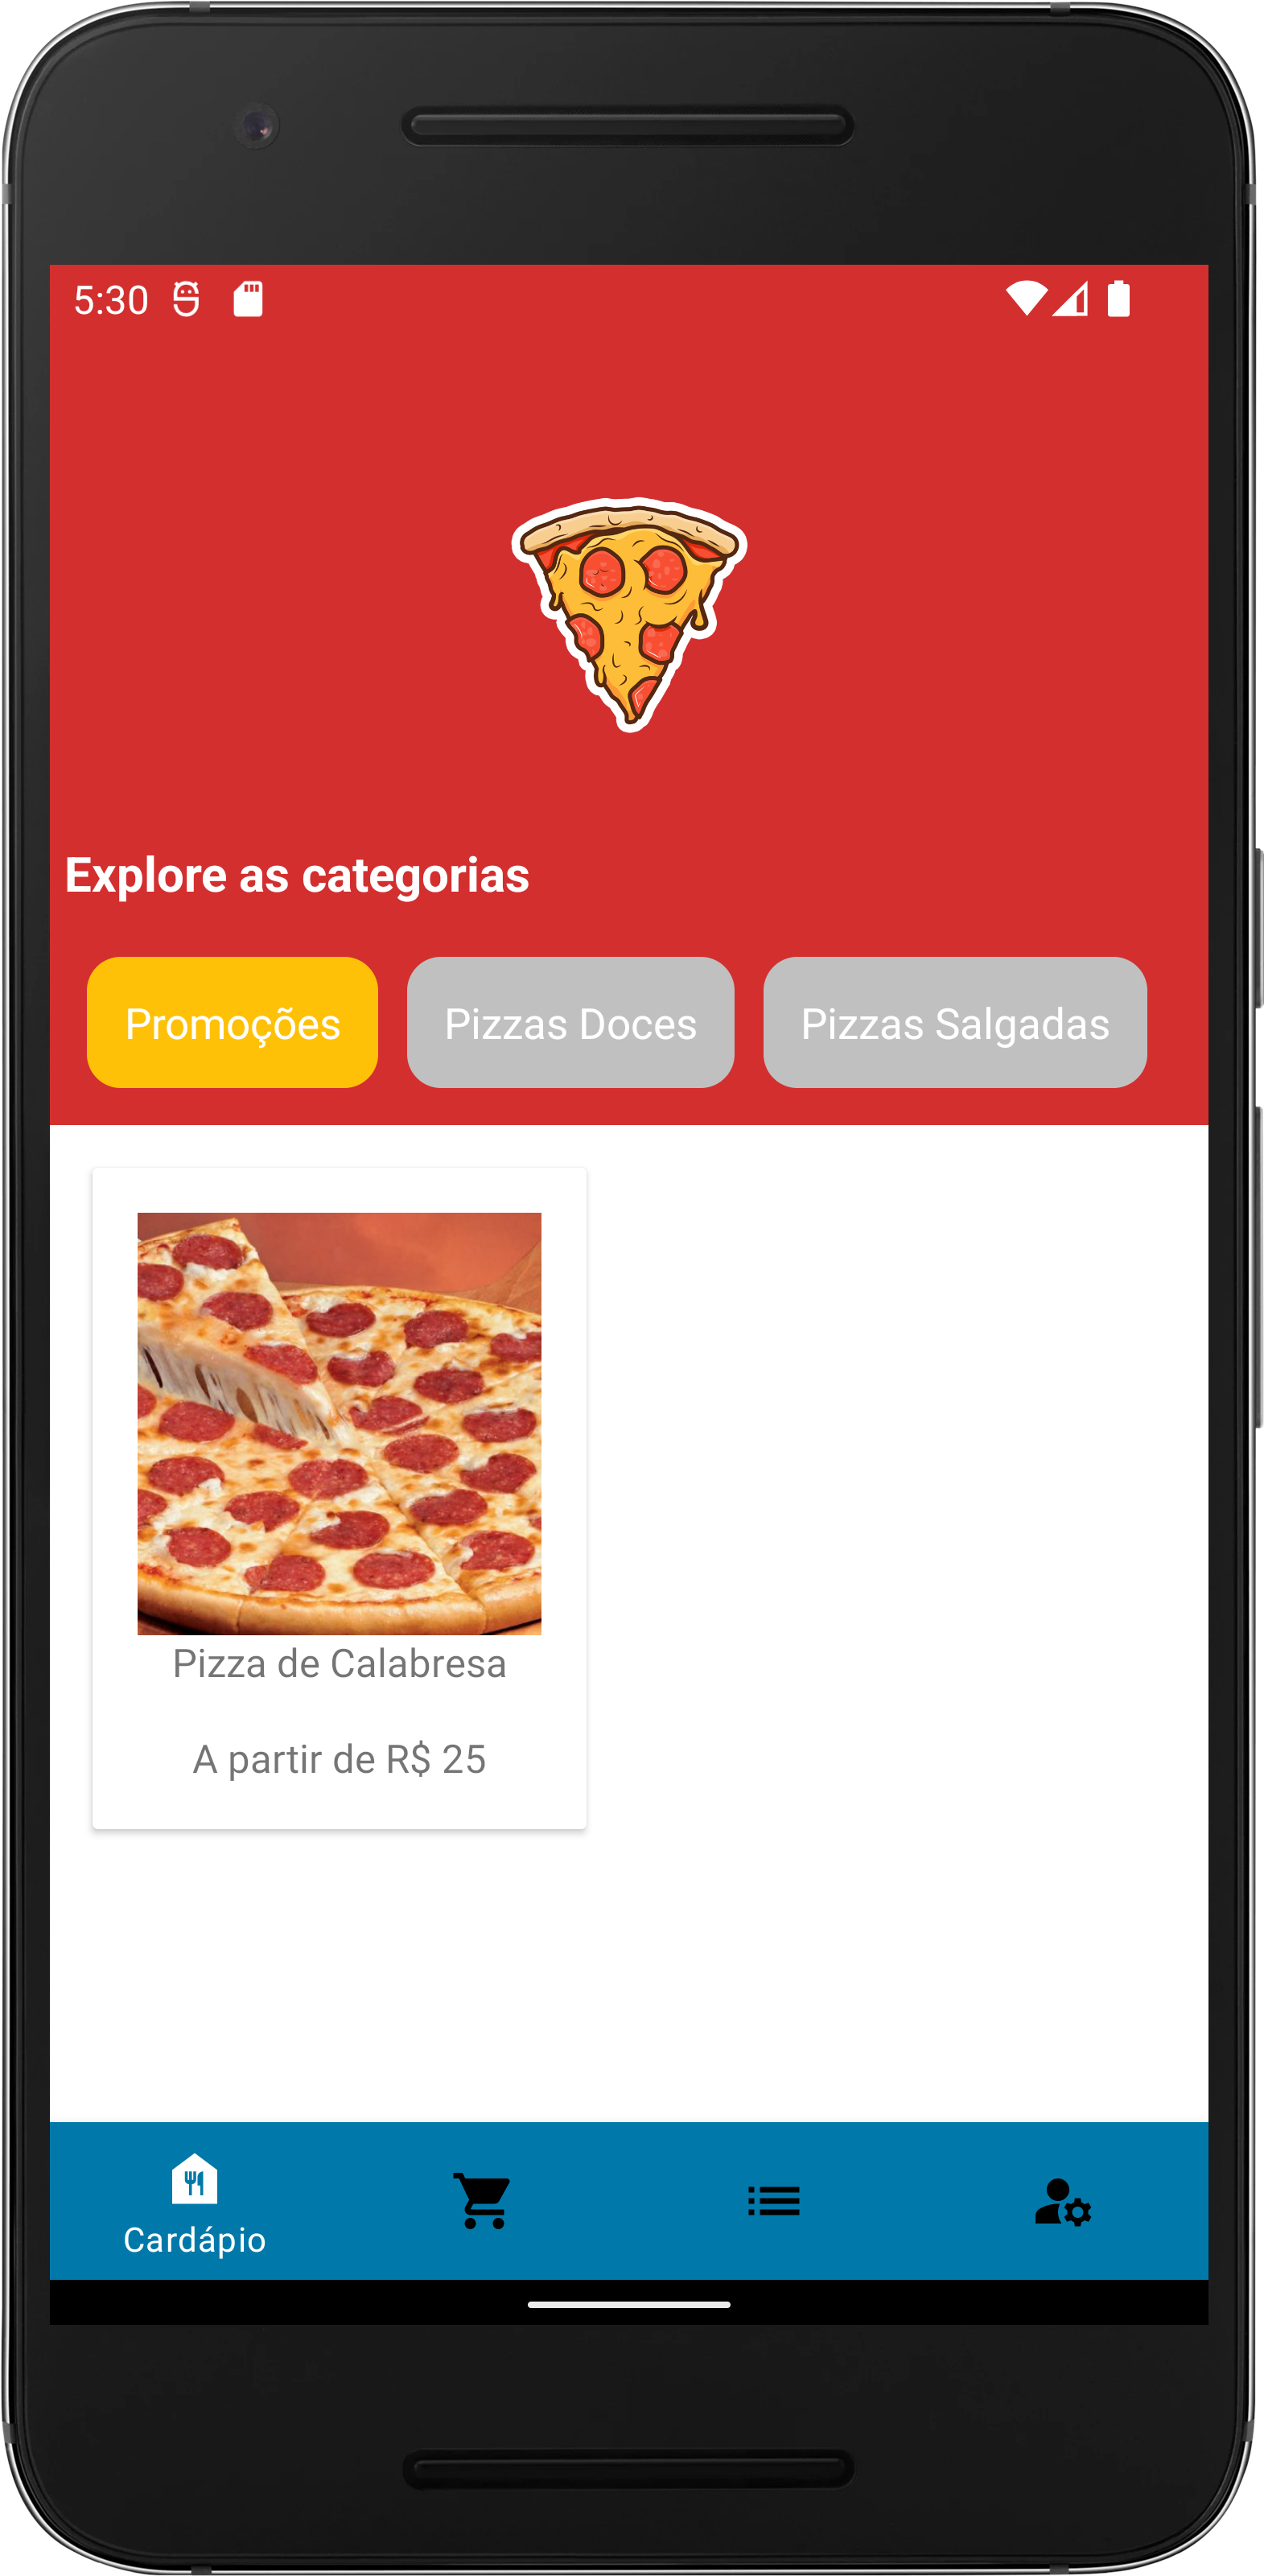 5:30
Explore as categorias
Promoções Pizzas Doces Pizzas Salgadas
Pizza de Calabresa
A partir de R$ 25
Cardápio